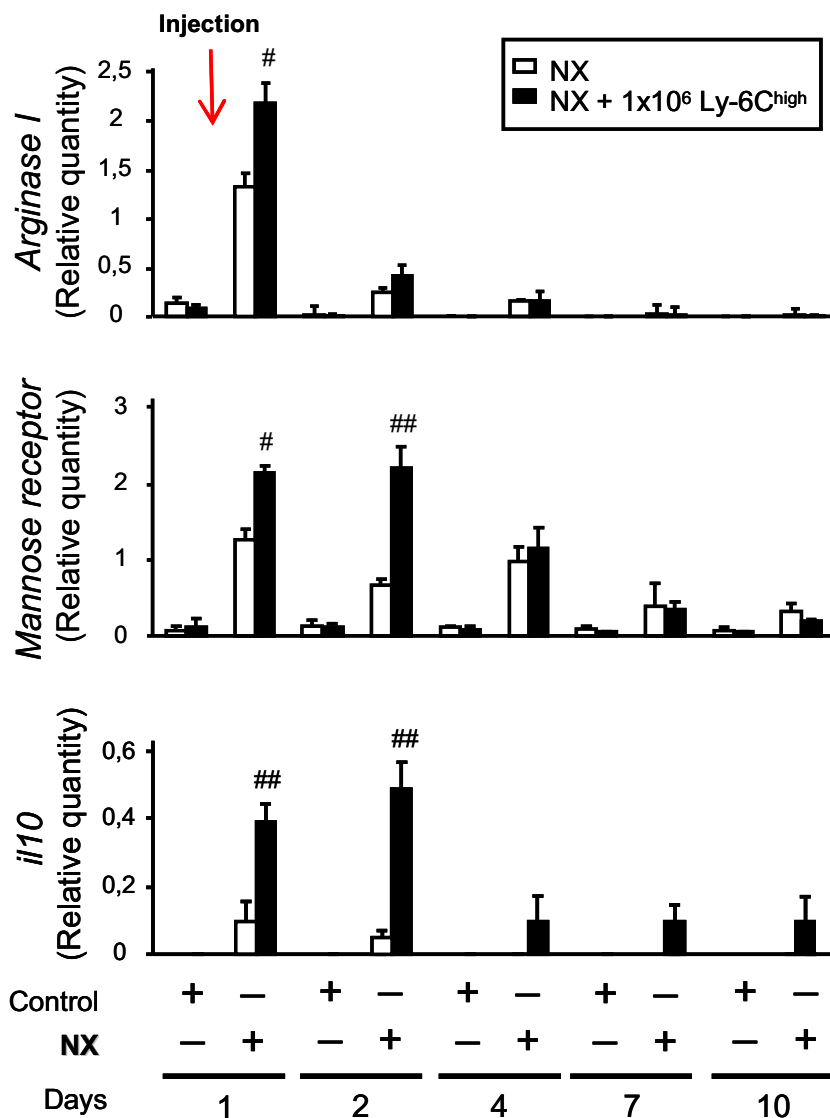 Injection
NX
NX + 1x10⁶ Ly-6Cʰⁱᵍʰ
Arginase I
(Relative quantity)
#
2,5
2
1,5
1
0,5
0
Mannose receptor
(Relative quantity)
#
##
3
2
1
0
il10
(Relative quantity)
##
##
0,6
0,4
0,2
0
Control + – + – + – + – + –
NX – + – + – + – + – +
Days 1 2 4 7 10